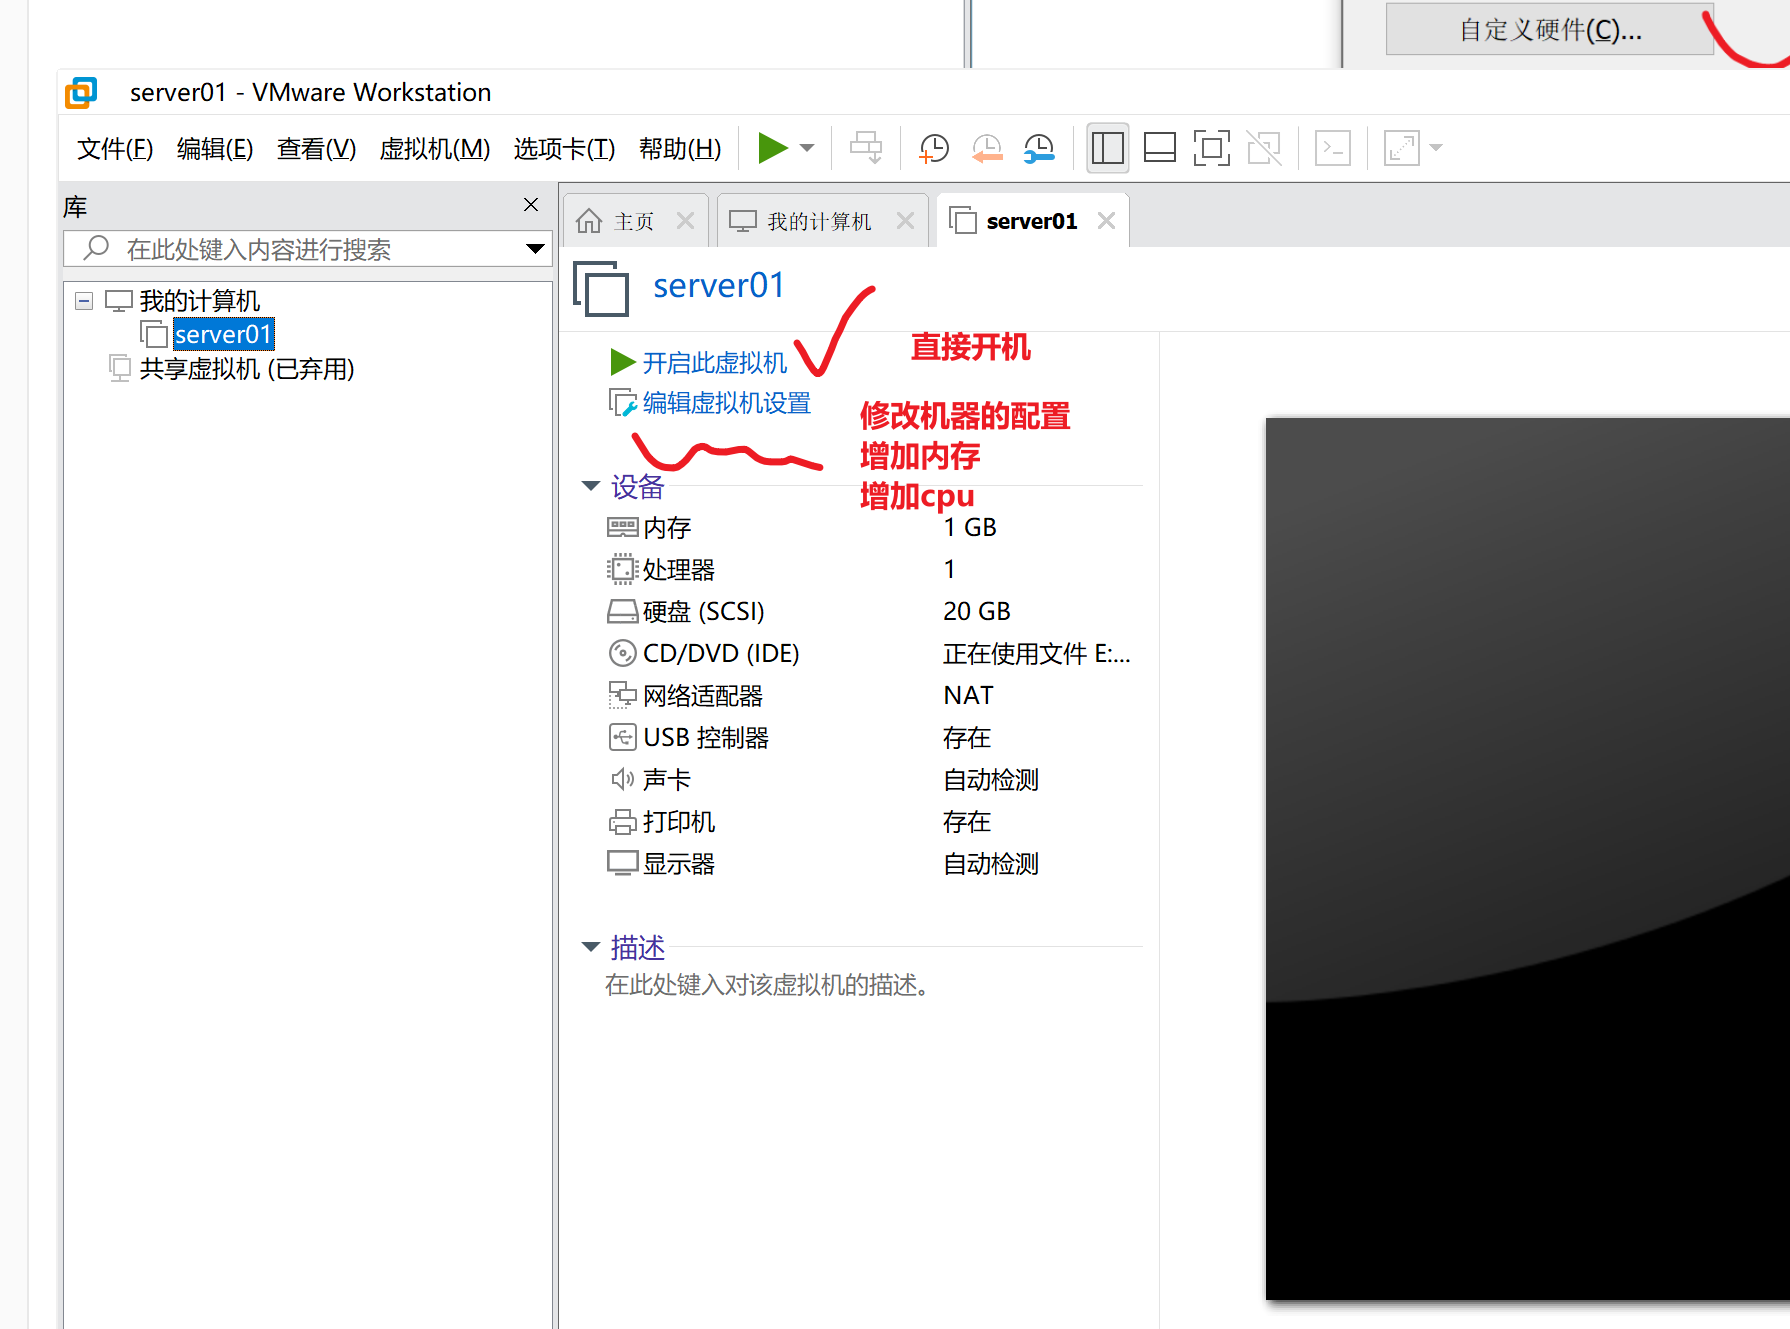 自定义硬件(C)...
server01 - VMware Workstation
文件(F) 编辑(E) 查看(V) 虚拟机(M) 选项卡(T) 帮助(H)
库
在此处键入内容进行搜索
我的计算机
server01
共享虚拟机 (已弃用)
主页 我的计算机 server01
server01
开启此虚拟机 直接开机
编辑虚拟机设置 修改机器的配置
增加内存
增加cpu
设备
内存 1 GB
处理器 1
硬盘 (SCSI) 20 GB
CD/DVD (IDE) 正在使用文件 E:...
网络适配器 NAT
USB 控制器 存在
声卡 自动检测
打印机 存在
显示器 自动检测
描述
在此处键入对该虚拟机的描述。